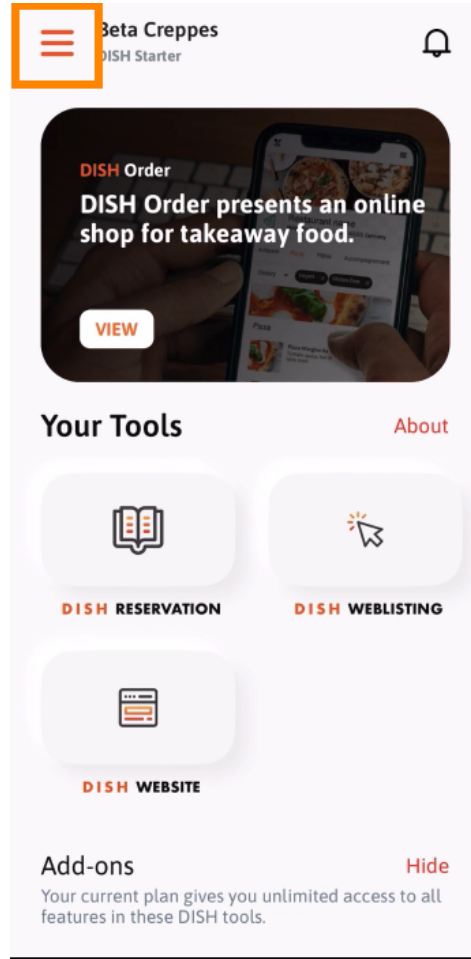 Beta Creppes
DISH Starter
DISH Order
DISH Order presents an online
shop for takeaway food.
VIEW
Your Tools
About
DISH RESERVATION
DISH WEBLISTING
DISH WEBSITE
Add-ons
Hide
Your current plan gives you unlimited access to all
features in these DISH tools.